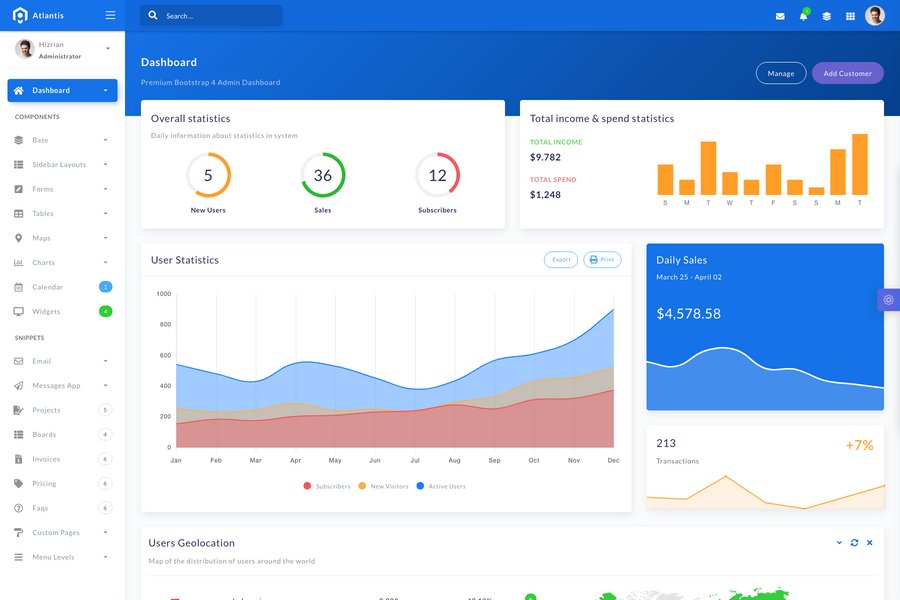 Atlantis
Search ...
4
Hizrian
Administrator
Dashboard
COMPONENTS
Base
Sidebar Layouts
Forms
Tables
Maps
Charts
Calendar 1
Widgets 4
SNIPPETS
Email
Messages App
Projects 5
Boards 4
Invoices 6
Pricing 6
Faqs 6
Custom Pages
Menu Levels
Dashboard
Premium Bootstrap 4 Admin Dashboard
Manage
Add Customer
Overall statistics
Daily information about statistics in system
5 36 12
New Users Sales Subscribers
Total income & spend statistics
TOTAL INCOME
$9.782
TOTAL SPEND
$1,248
S M T W T F S S M T
User Statistics
Export
Print
1000
800
600
400
200
0
Jan Feb Mar Apr May Jun Jul Aug Sep Oct Nov Dec
Subscribers New Visitors Active Users
Daily Sales
March 25 - April 02
$4,578.58
213
+7%
Transactions
Users Geolocation
Map of the distribution of users around the world